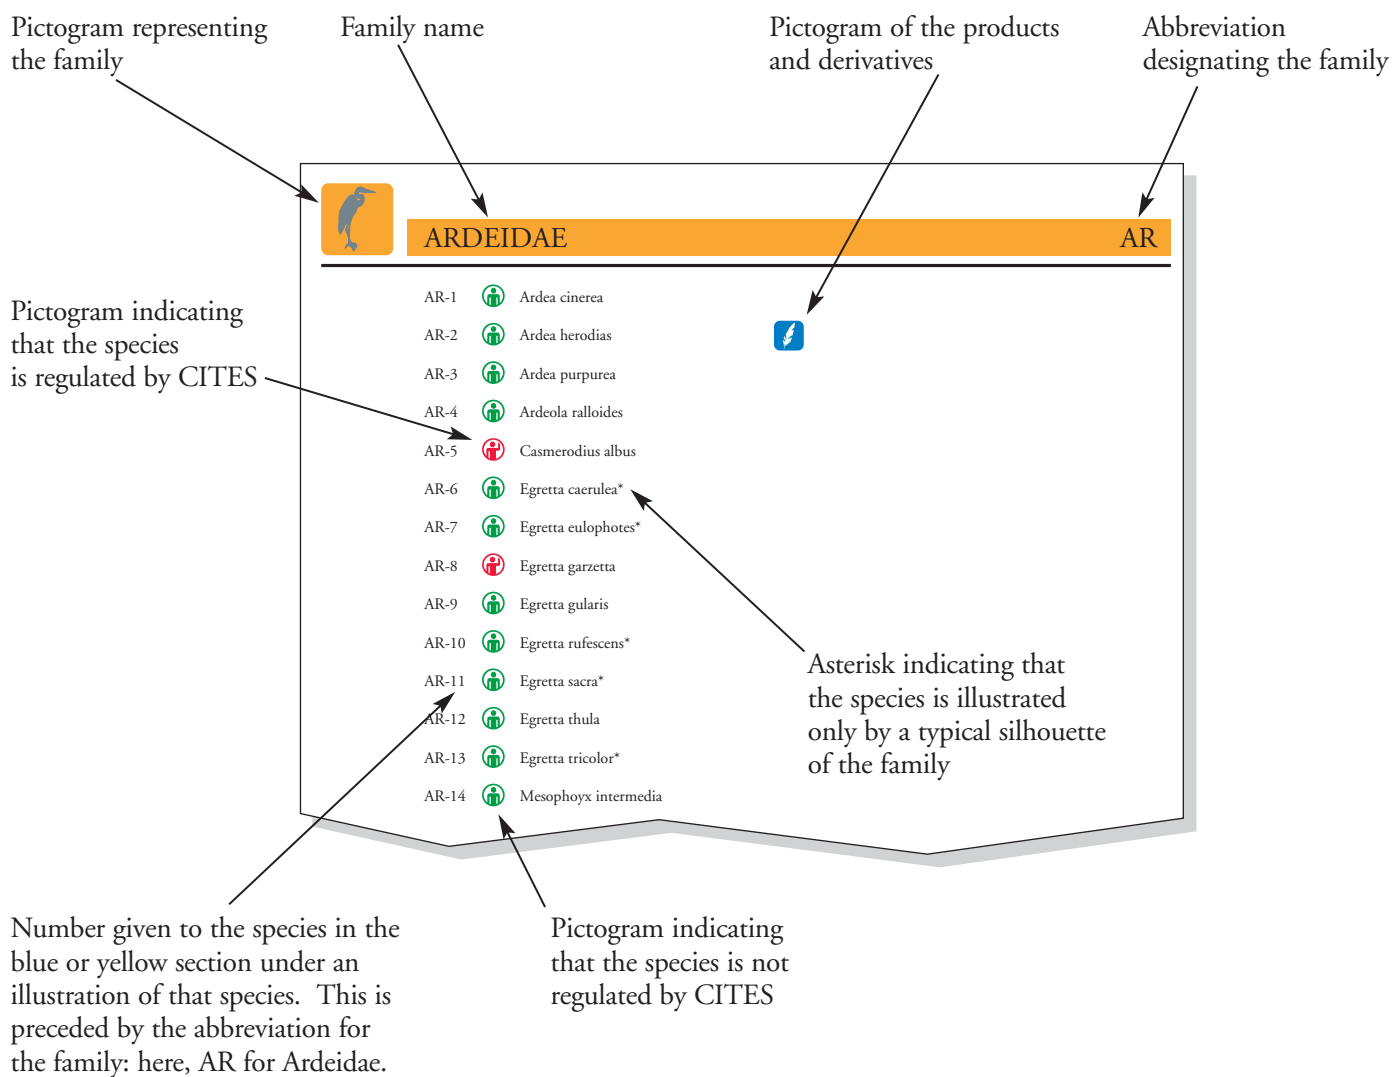 Pictogram representing
the family
Family name
Pictogram of the products
and derivatives
Abbreviation
designating the family
ARDEIDAE
AR
AR-1 Ardea cinerea
AR-2 Ardea herodias
AR-3 Ardea purpurea
AR-4 Ardeola ralloides
AR-5 Casmerodius albus
AR-6 Egretta caerulea*
AR-7 Egretta eulophotes*
AR-8 Egretta garzetta
AR-9 Egretta gularis
AR-10 Egretta rufescens*
AR-11 Egretta sacra*
AR-12 Egretta thula
AR-13 Egretta tricolor*
AR-14 Mesophoyx intermedia
Pictogram indicating
that the species
is regulated by CITES
Asterisk indicating that
the species is illustrated
only by a typical silhouette
of the family
Number given to the species in the
blue or yellow section under an
illustration of that species. This is
preceded by the abbreviation for
the family: here, AR for Ardeidae.
Pictogram indicating
that the species is not
regulated by CITES